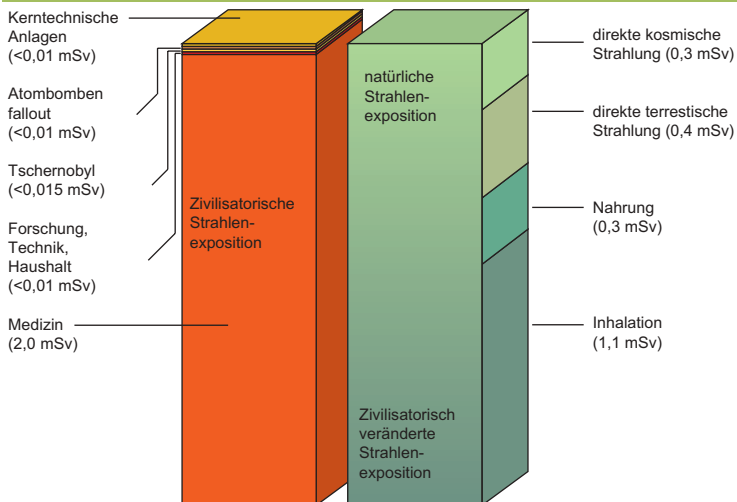 Kerntechnische
Anlagen
(<0,01 mSv)
Atombomben
fallout
(<0,01 mSv)
Tschernobyl
(<0,015 mSv)
Forschung,
Technik,
Haushalt
(<0,01 mSv)
Medizin
(2,0 mSv)
Zivilisatorische
Strahlen-
exposition
natürliche
Strahlen-
exposition
Zivilisatorisch
veränderte
Strahlen-
exposition
direkte kosmische
Strahlung (0,3 mSv)
direkte terrestische
Strahlung (0,4 mSv)
Nahrung
(0,3 mSv)
Inhalation
(1,1 mSv)